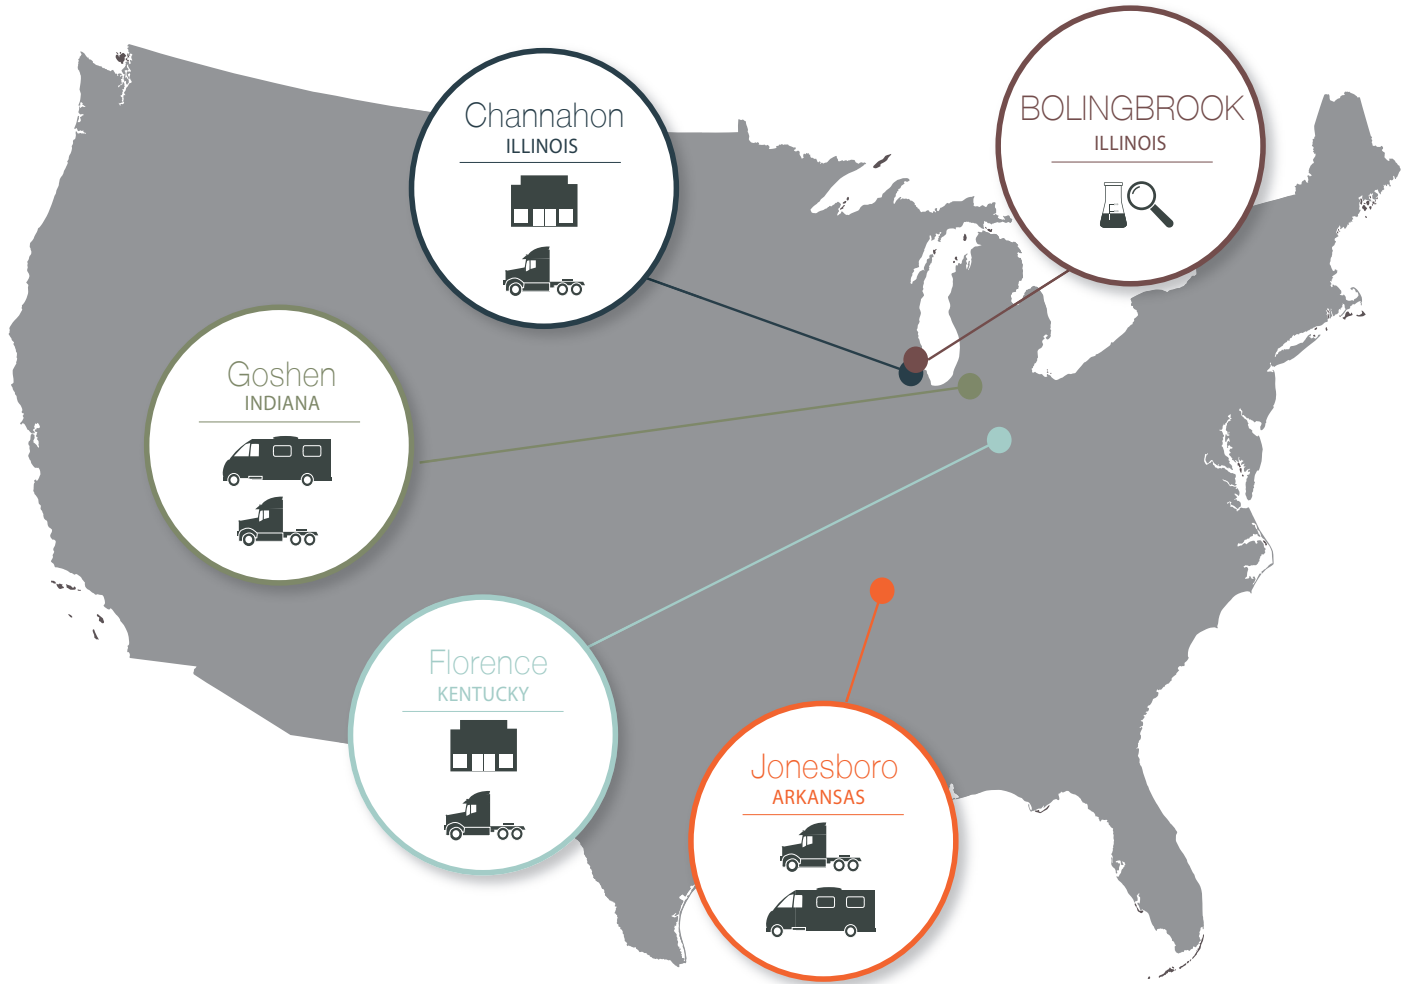 Channahon
ILLINOIS
BOLINGBROOK
ILLINOIS
Goshen
INDIANA
Florence
KENTUCKY
Jonesboro
ARKANSAS